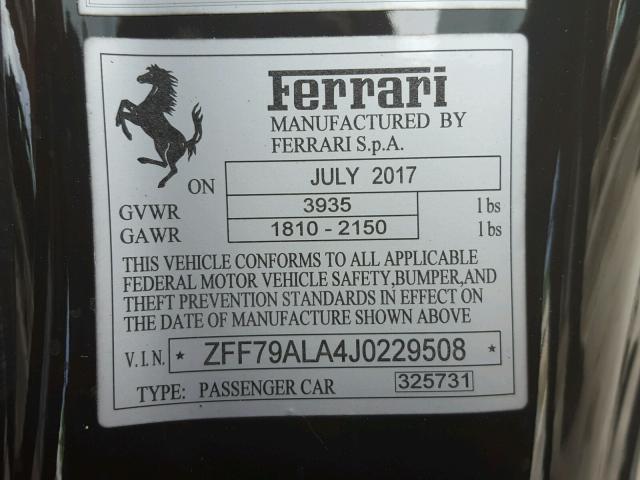 Ferrari
MANUFACTURED BY
FERRARI S.p.A.
ON JULY 2017
GVWR 3935 lbs
GAWR 1810 - 2150 lbs
THIS VEHICLE CONFORMS TO ALL APPLICABLE
FEDERAL MOTOR VEHICLE SAFETY,BUMPER,AND
THEFT PREVENTION STANDARDS IN EFFECT ON
THE DATE OF MANUFACTURE SHOWN ABOVE
V.I.N. * ZFF79ALA4J0229508 *
TYPE: PASSENGER CAR 325731